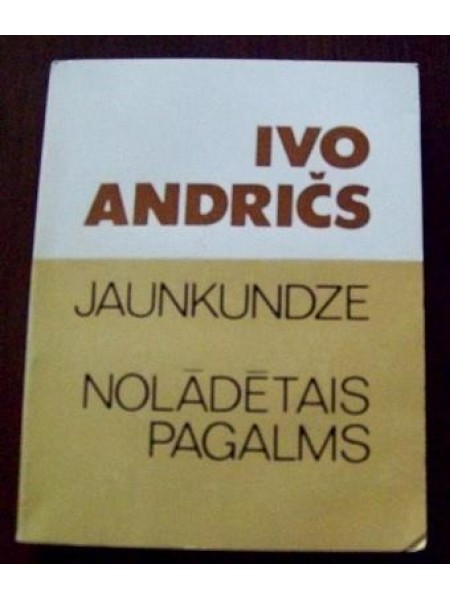 IVO
ANDRIČS
JAUNKUNDZE
NOLĀDĒTAIS
PAGALMS